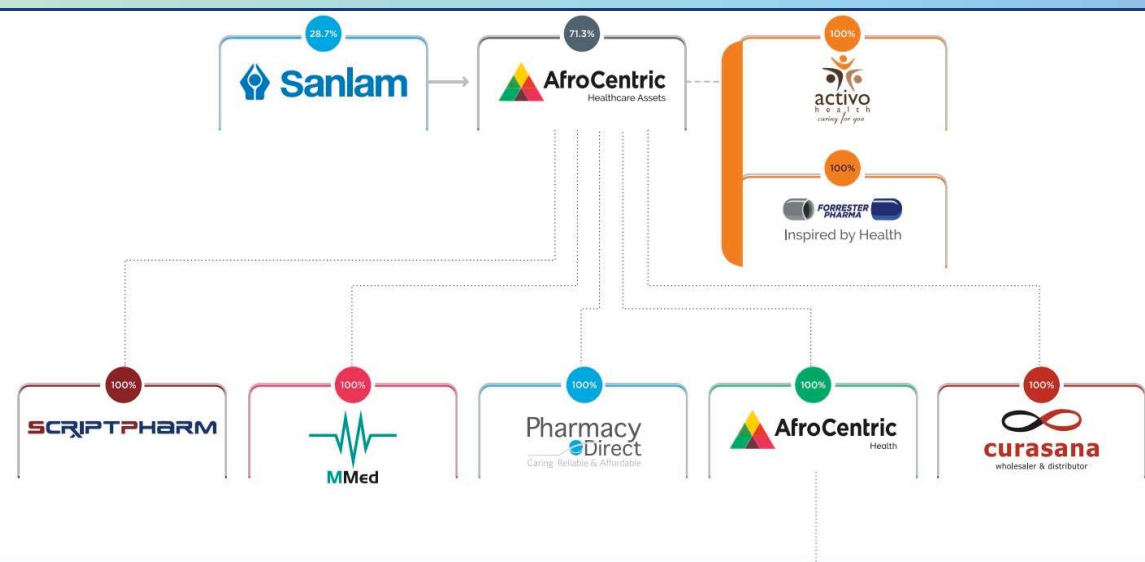 28.7%
Sanlam
71.3%
AfroCentric
Healthcare Assets
100%
activo
health
caring for you
100%
FORRESTER
PHARMA
Inspired by Health
100%
SCRIPTPHARM
100%
MMed
100%
Pharmacy
Direct
Caring Reliable & Affordable
100%
AfroCentric
Health
100%
curasana
wholesaler & distributor